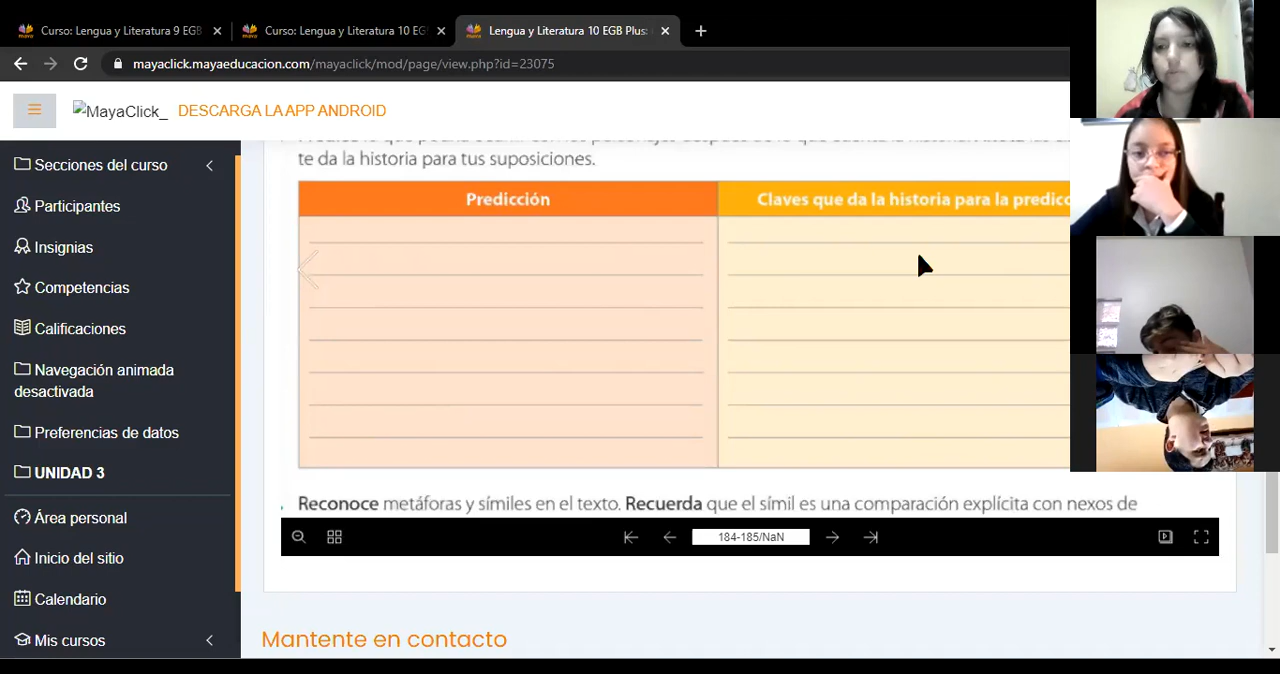 Curso: Lengua y Literatura 9 EGB
Curso: Lengua y Literatura 10 EG
Lengua y Literatura 10 EGB Plus:
mayaclick.mayaeducacion.com/mayaclick/mod/page/view.php?id=23075
MayaClick_
DESCARGA LA APP ANDROID
Secciones del curso
Participantes
Insignias
Competencias
Calificaciones
Navegación animada
desactivada
Preferencias de datos
UNIDAD 3
Área personal
Inicio del sitio
Calendario
Mis cursos
te da la historia para tus suposiciones.
Predicción
Claves que da la historia para la predicc
Reconoce metáforas y símiles en el texto. Recuerda que el símil es una comparación explícita con nexos de
184-185/NaN
Mantente en contacto